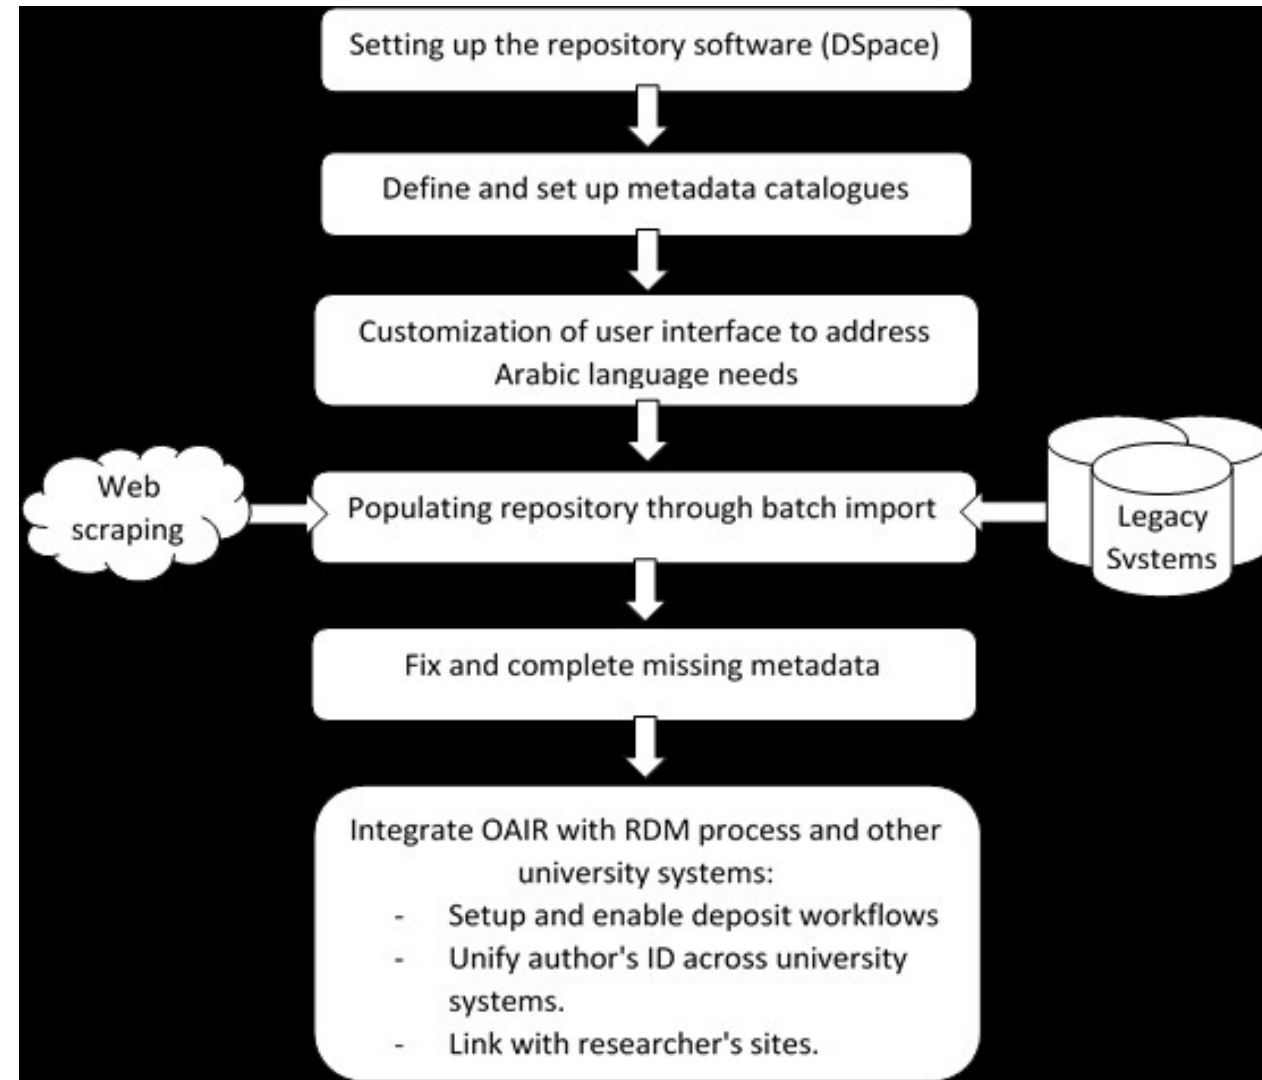 Setting up the repository software (DSpace)
Define and set up metadata catalogues
Customization of user interface to address
Arabic language needs
Web
scraping
Populating repository through batch import
Legacy
Systems
Fix and complete missing metadata
Integrate OAIR with RDM process and other
university systems:
- Setup and enable deposit workflows
- Unify author's ID across university
systems.
- Link with researcher's sites.